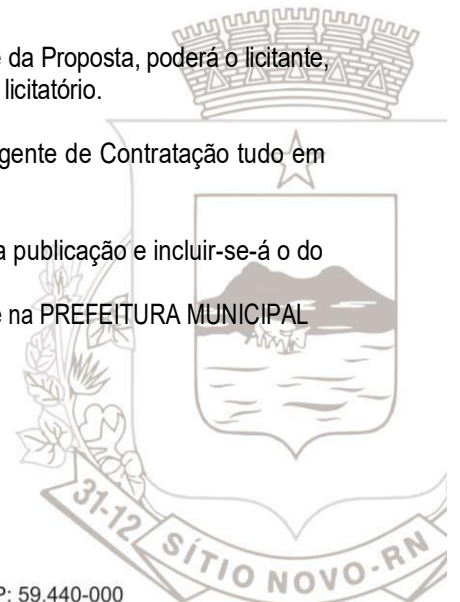 da Proposta, poderá o licitante,
licitatório.
gente de Contratação tudo em
a publicação e incluir-se-á o do
na PREFEITURA MUNICIPAL
31-12 SÍTIO NOVO-RN
P: 59.440-000